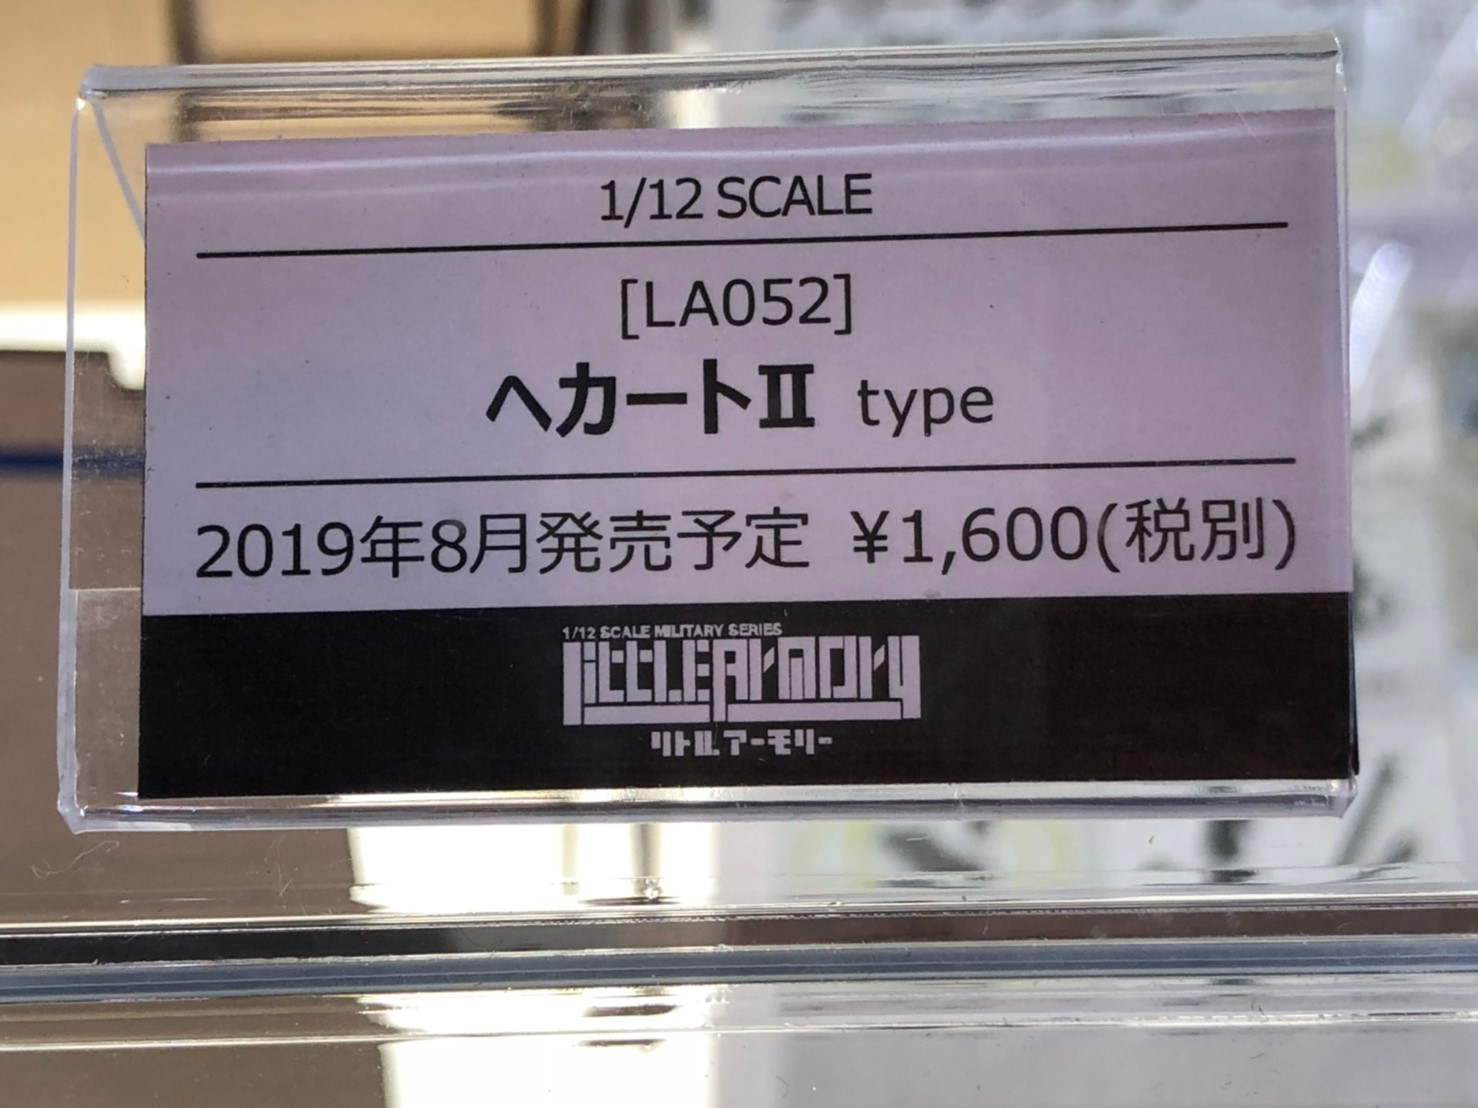 1/12 SCALE
[LA052]
ヘカートII type
2019年8月発売予定 ¥1,600(税別)
1/12 SCALE MILITARY SERIES
LITTLEARMORY
リトルアーモリー